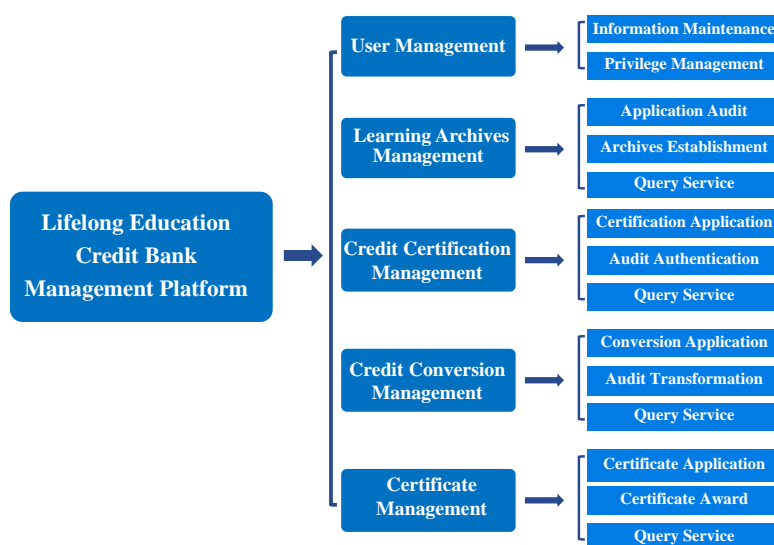 Lifelong Education
Credit Bank
Management Platform
User Management
Information Maintenance
Privilege Management
Learning Archives
Management
Application Audit
Archives Establishment
Query Service
Credit Certification
Management
Certification Application
Audit Authentication
Query Service
Credit Conversion
Management
Conversion Application
Audit Transformation
Query Service
Certificate
Management
Certificate Application
Certificate Award
Query Service